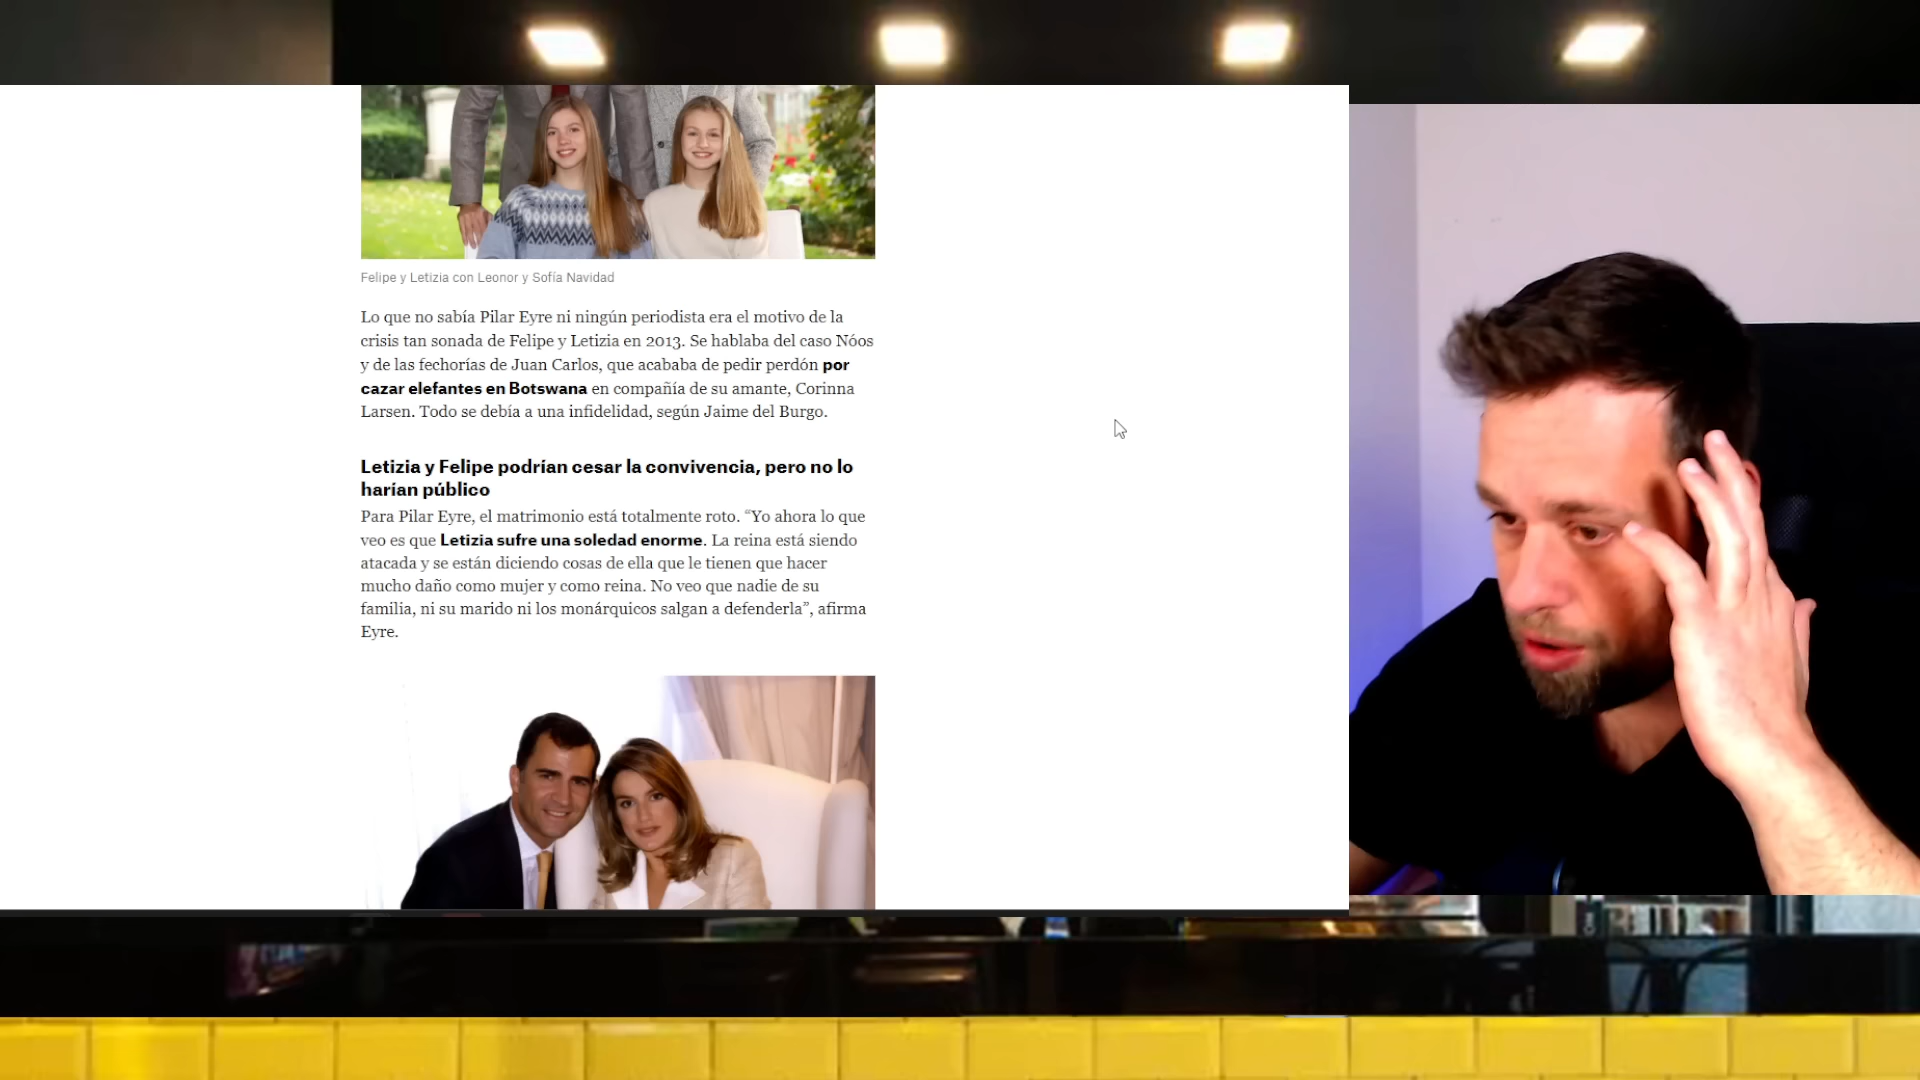 Felipe y Letizia con Leonor y Sofía Navidad
Lo que no sabía Pilar Eyre ni ningún periodista era el motivo de la
crisis tan sonada de Felipe y Letizia en 2013. Se hablaba del caso Nóos
y de las fechorías de Juan Carlos, que acababa de pedir perdón por
cazar elefantes en Botswana en compañía de su amante, Corinna
Larsen. Todo se debía a una infidelidad, según Jaime del Burgo.
Letizia y Felipe podrían cesar la convivencia, pero no lo
harían público
Para Pilar Eyre, el matrimonio está totalmente roto. “Yo ahora lo que
veo es que Letizia sufre una soledad enorme. La reina está siendo
atacada y se están diciendo cosas de ella que le tienen que hacer
mucho daño como mujer y como reina. No veo que nadie de su
familia, ni su marido ni los monárquicos salgan a defenderla”, afirma
Eyre.